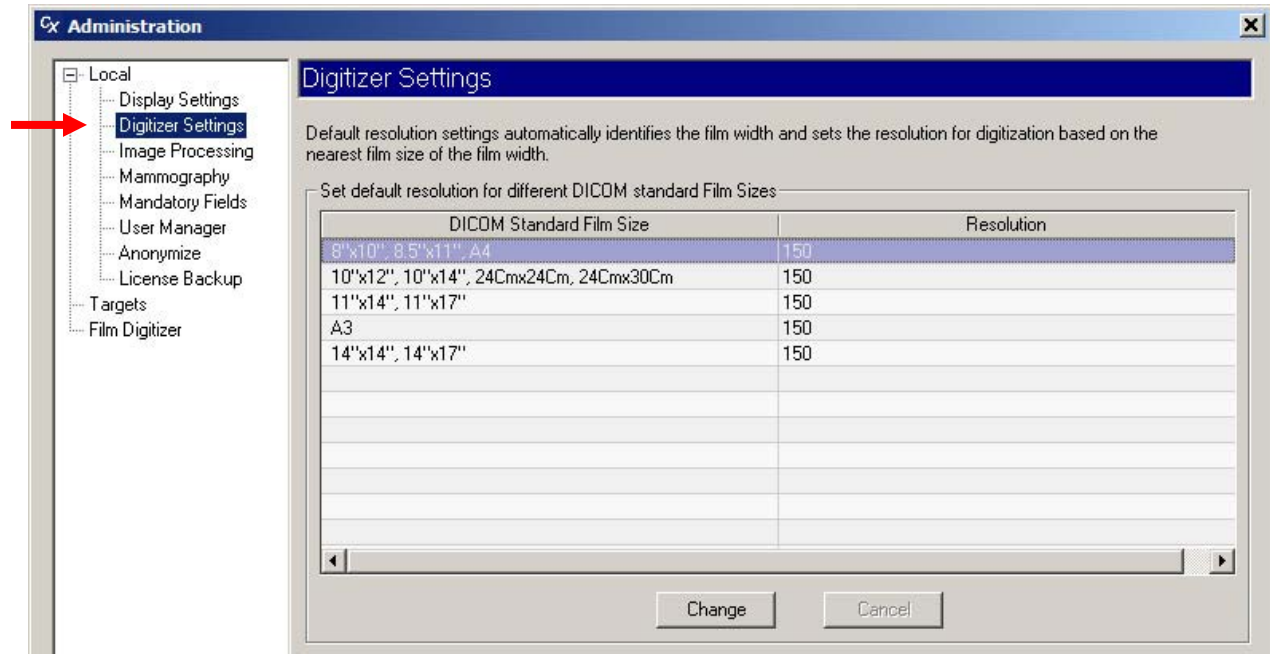 Cx Administration
Local
Display Settings
Digitizer Settings
Image Processing
Mammography
Mandatory Fields
User Manager
Anonymize
License Backup
Targets
Film Digitizer
Digitizer Settings
Default resolution settings automatically identifies the film width and sets the resolution for digitization based on the
nearest film size of the film width.
Set default resolution for different DICOM standard Film Sizes
DICOM Standard Film Size Resolution
8"x10", 8.5"x11", A4 150
10"x12", 10"x14", 24Cmx24Cm, 24Cmx30Cm 150
11"x14", 11"x17" 150
A3 150
14"x14", 14"x17" 150
Change Cancel